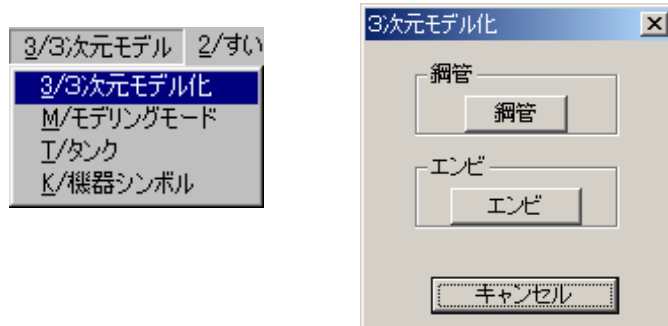 3/3次元モデル 2/すい
3/3次元モデル化
M/モデリングモード
T/タンク
K/機器シンボル
3次元モデル化
鋼管
鋼管
エンビ
エンビ
キャンセル